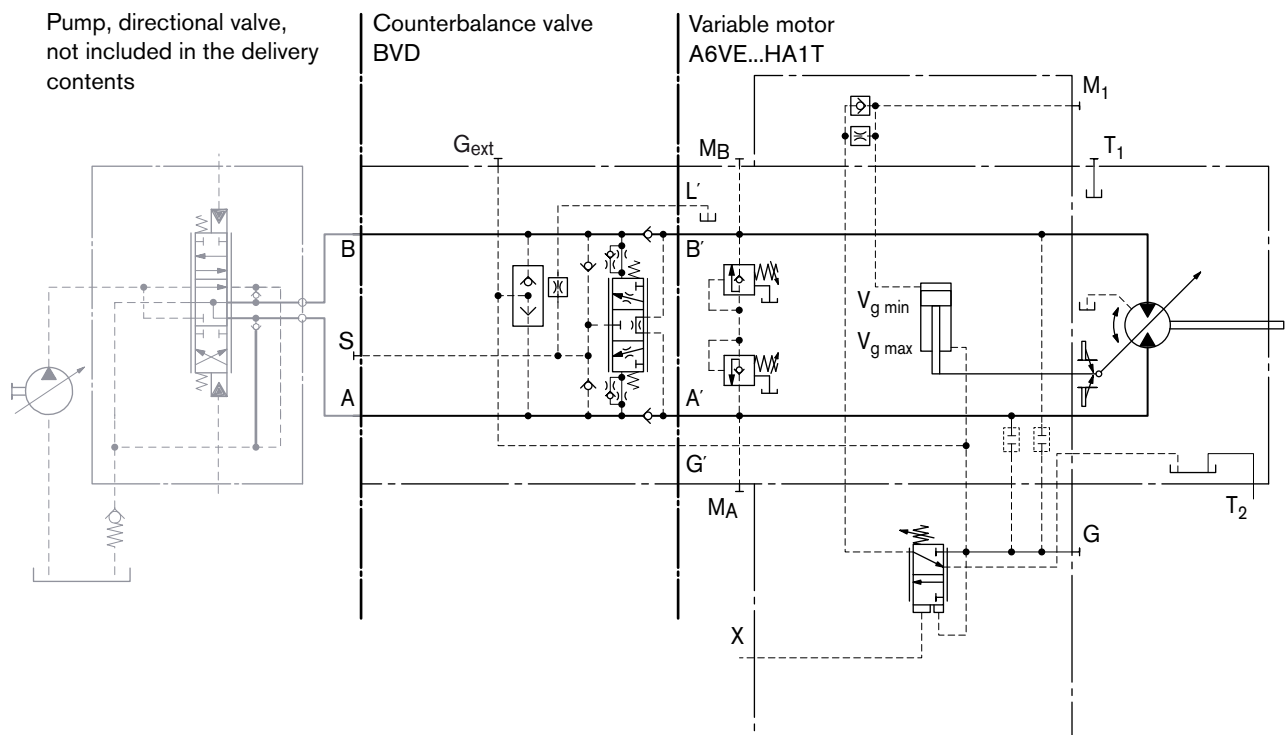 Pump, directional valve,
not included in the delivery
contents
Counterbalance valve
BVD
Variable motor
A6VE...HA1T
M1
Gext
MB
T1
L′
B
B′
Vg min
Vg max
S
A
A′
G′
MA
T2
G
X